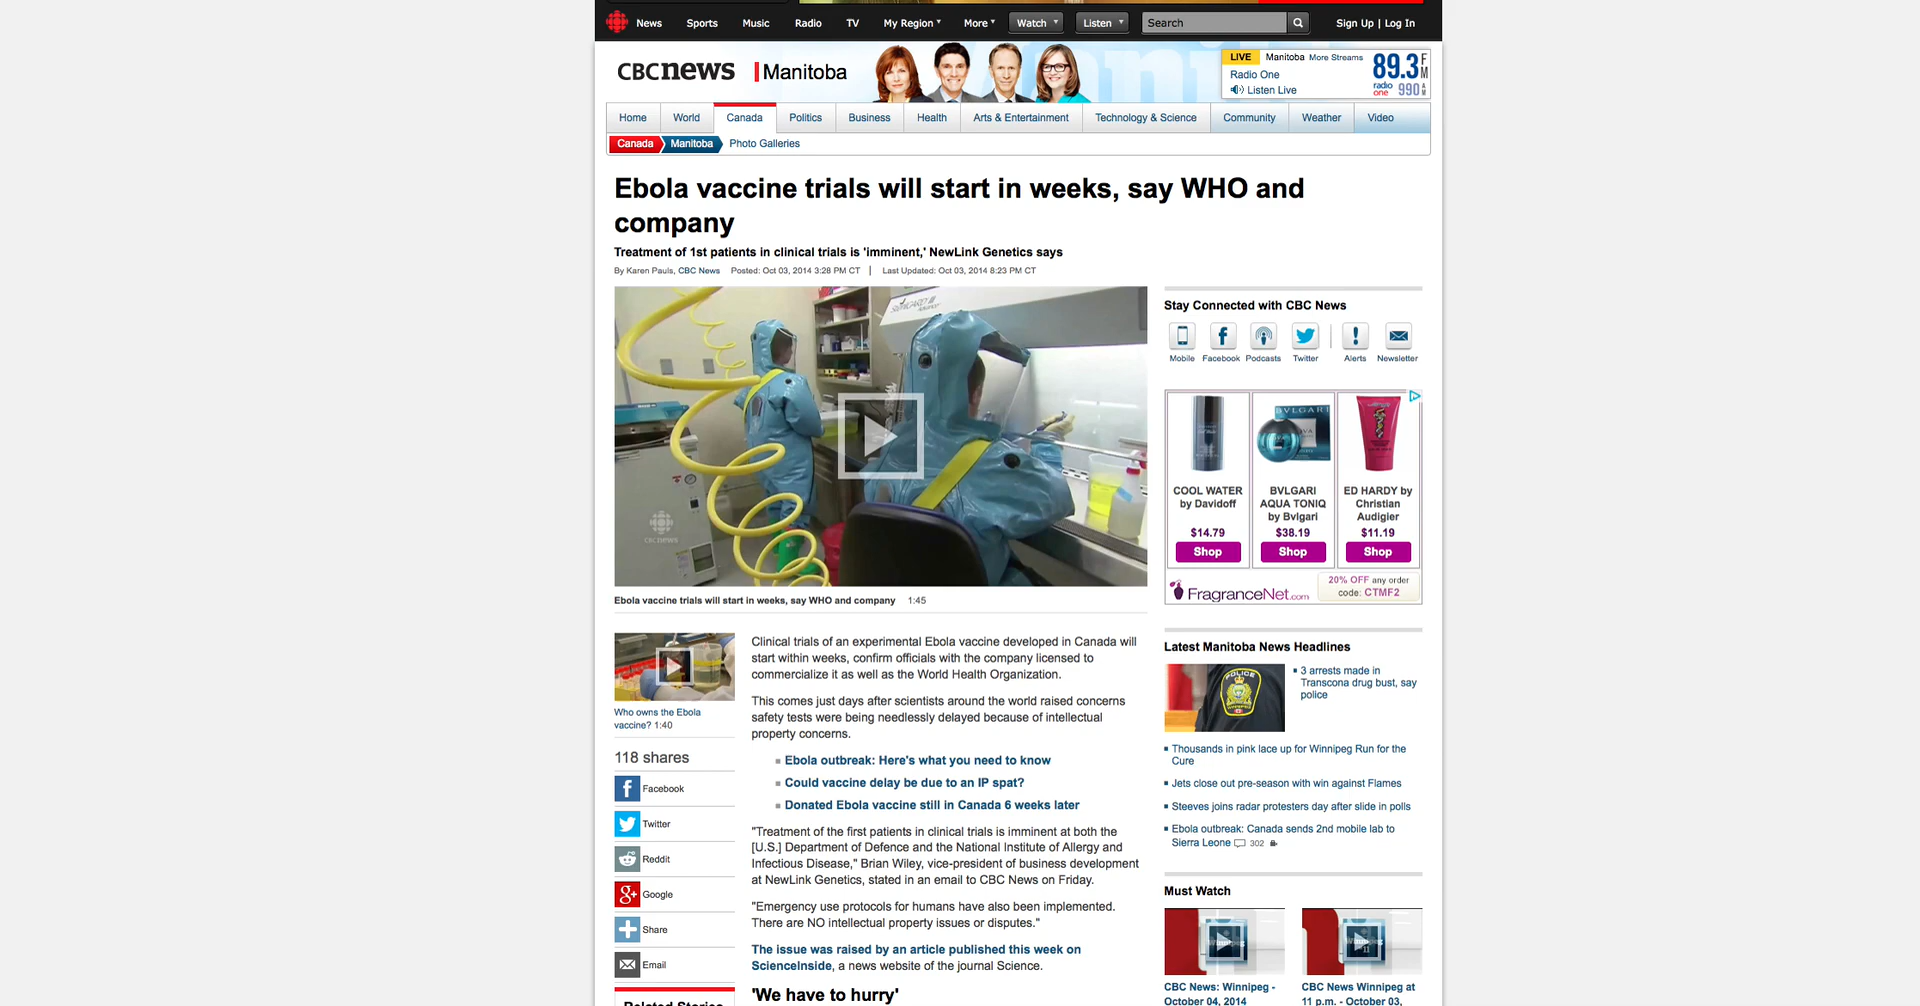 News Sports Music Radio TV My Region More Watch Listen Search Sign Up | Log In
CBCnews Manitoba
LIVE Manitoba More Streams
Radio One
Listen Live
89.3 FM
radio one 990 AM
Home World Canada Politics Business Health Arts & Entertainment Technology & Science Community Weather Video
Canada Manitoba Photo Galleries
Ebola vaccine trials will start in weeks, say WHO and
company
Treatment of 1st patients in clinical trials is 'imminent,' NewLink Genetics says
By Karen Pauls, CBC News Posted: Oct 03, 2014 3:28 PM CT | Last Updated: Oct 03, 2014 8:23 PM CT
CBCNEWS
Ebola vaccine trials will start in weeks, say WHO and company 1:45
Who owns the Ebola
vaccine? 1:40
118 shares
Facebook
Twitter
Reddit
Google
Share
Email
Related Stories
Clinical trials of an experimental Ebola vaccine developed in Canada will
start within weeks, confirm officials with the company licensed to
commercialize it as well as the World Health Organization.
This comes just days after scientists around the world raised concerns
safety tests were being needlessly delayed because of intellectual
property concerns.
Ebola outbreak: Here's what you need to know
Could vaccine delay be due to an IP spat?
Donated Ebola vaccine still in Canada 6 weeks later
"Treatment of the first patients in clinical trials is imminent at both the
[U.S.] Department of Defence and the National Institute of Allergy and
Infectious Disease," Brian Wiley, vice-president of business development
at NewLink Genetics, stated in an email to CBC News on Friday.
"Emergency use protocols for humans have also been implemented.
There are NO intellectual property issues or disputes."
The issue was raised by an article published this week on
ScienceInside, a news website of the journal Science.
'We have to hurry'
Stay Connected with CBC News
Mobile Facebook Podcasts Twitter Alerts Newsletter
BVLGARI
COOL WATER
by Davidoff
$14.79
Shop
BVLGARI
AQUA TONIQ
by Bvlgari
$38.19
Shop
ED HARDY by
Christian
Audigier
$11.19
Shop
FragranceNet.com
20% OFF any order
code: CTMF2
Latest Manitoba News Headlines
POLICE
3 arrests made in
Transcona drug bust, say
police
Thousands in pink lace up for Winnipeg Run for the
Cure
Jets close out pre-season with win against Flames
Steeves joins radar protesters day after slide in polls
Ebola outbreak: Canada sends 2nd mobile lab to
Sierra Leone 302
Must Watch
CBC News: Winnipeg -
October 04, 2014
CBC News Winnipeg at
11 p.m. - October 03,